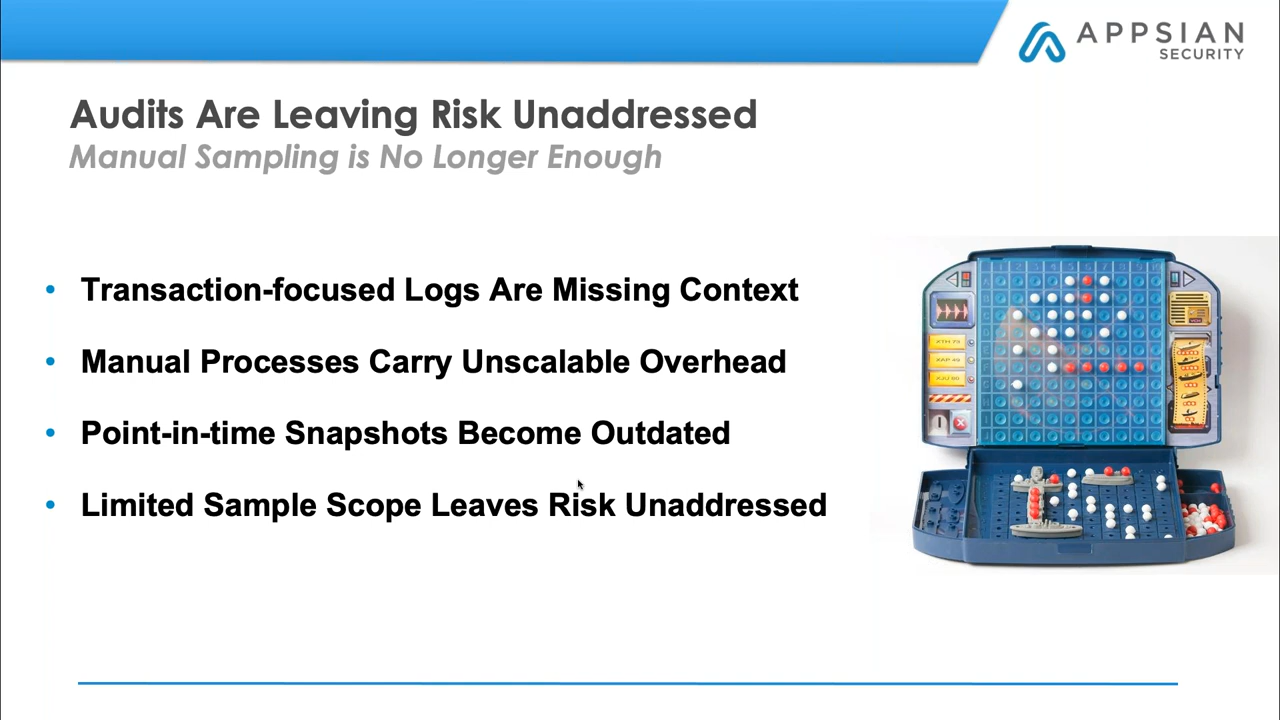 APPSIAN
SECURITY
Audits Are Leaving Risk Unaddressed
Manual Sampling is No Longer Enough
• Transaction-focused Logs Are Missing Context
• Manual Processes Carry Unscalable Overhead
• Point-in-time Snapshots Become Outdated
• Limited Sample Scope Leaves Risk Unaddressed